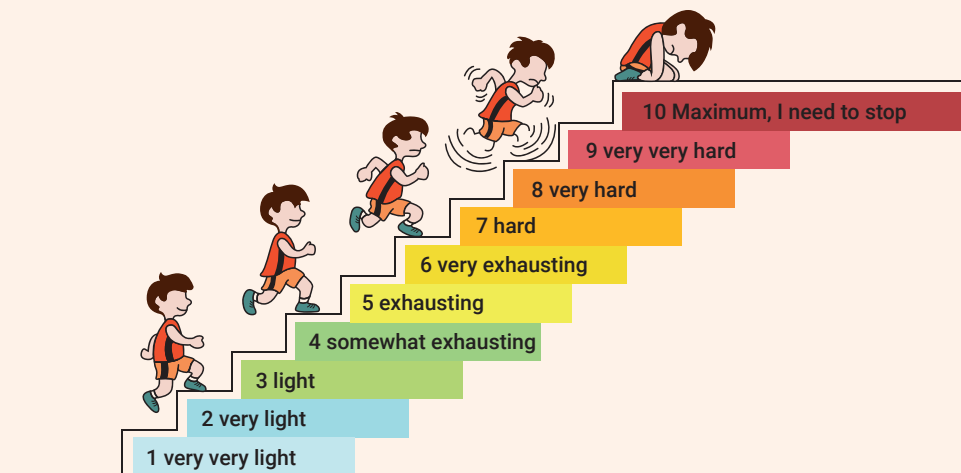 10 Maximum, I need to stop
9 very very hard
8 very hard
7 hard
6 very exhausting
5 exhausting
4 somewhat exhausting
3 light
2 very light
1 very very light